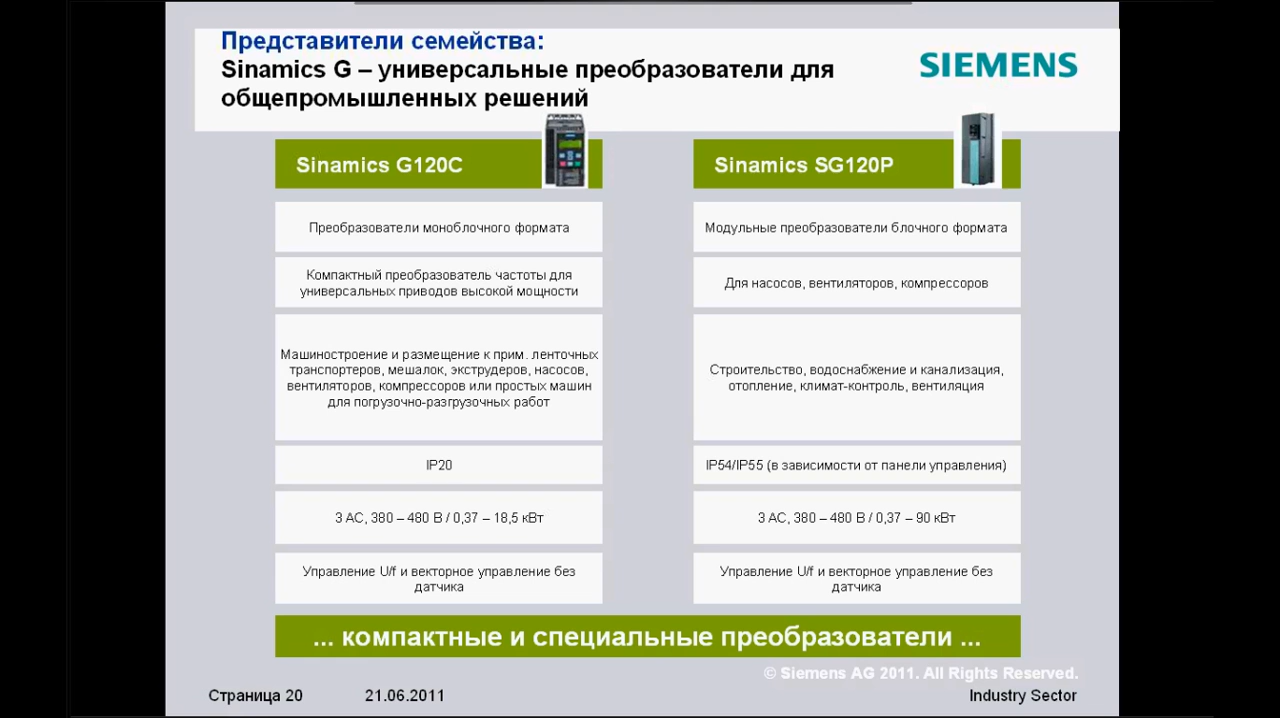 Представители семейства:
Sinamics G – универсальные преобразователи для
общепромышленных решений
SIEMENS
Sinamics G120C
Sinamics SG120P
Преобразователи моноблочного формата
Модульные преобразователи блочного формата
Компактный преобразователь частоты для
универсальных приводов высокой мощности
Для насосов, вентиляторов, компрессоров
Машиностроение и размещение к прим. ленточных
транспортеров, мешалок, экструдеров, насосов,
вентиляторов, компрессоров или простых машин
для погрузочно-разгрузочных работ
Строительство, водоснабжение и канализация,
отопление, климат-контроль, вентиляция
IP20
IP54/IP55 (в зависимости от панели управления)
3 AC, 380 – 480 В / 0,37 – 18,5 кВт
3 AC, 380 – 480 В / 0,37 – 90 кВт
Управление U/f и векторное управление без
датчика
Управление U/f и векторное управление без
датчика
... компактные и специальные преобразователи ...
© Siemens AG 2011. All Rights Reserved.
Страница 20
21.06.2011
Industry Sector